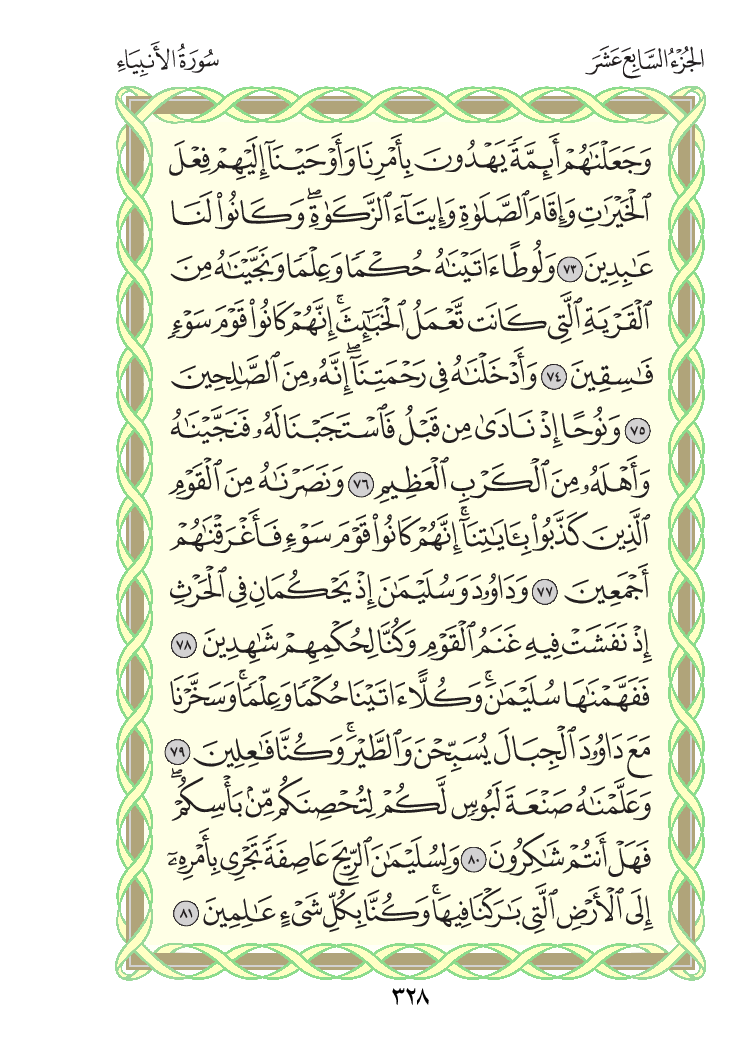 الجُزْءُ السَّابِعَ عَشَرَ
سُورَةُ الأَنبِيَاءِ
وَجَعَلْنَٰهُمْ أَئِمَّةً يَهْدُونَ بِأَمْرِنَا وَأَوْحَيْنَآ إِلَيْهِمْ فِعْلَ
ٱلْخَيْرَٰتِ وَإِقَامَ ٱلصَّلَوٰةِ وَإِيتَآءَ ٱلزَّكَوٰةِۖ وَكَانُوا۟ لَنَا
عَٰبِدِينَ ٧٣ وَلُوطًا ءَاتَيْنَٰهُ حُكْمًا وَعِلْمًا وَنَجَّيْنَٰهُ مِنَ
ٱلْقَرْيَةِ ٱلَّتِى كَانَت تَّعْمَلُ ٱلْخَبَٰٓئِثَۚ إِنَّهُمْ كَانُوا۟ قَوْمَ سَوْءٍ
فَٰسِقِينَ ٧٤ وَأَدْخَلْنَٰهُ فِى رَحْمَتِنَآۖ إِنَّهُۥ مِنَ ٱلصَّٰلِحِينَ
٧٥ وَنُوحًا إِذْ نَادَىٰ مِن قَبْلُ فَٱسْتَجَبْنَا لَهُۥ فَنَجَّيْنَٰهُ
وَأَهْلَهُۥ مِنَ ٱلْكَرْبِ ٱلْعَظِيمِ ٧٦ وَنَصَرْنَٰهُ مِنَ ٱلْقَوْمِ
ٱلَّذِينَ كَذَّبُوا۟ بِـَٔايَٰتِنَآۚ إِنَّهُمْ كَانُوا۟ قَوْمَ سَوْءٍ فَأَغْرَقْنَٰهُمْ
أَجْمَعِينَ ٧٧ وَدَاوُۥدَ وَسُلَيْمَٰنَ إِذْ يَحْكُمَانِ فِى ٱلْحَرْثِ
إِذْ نَفَشَتْ فِيهِ غَنَمُ ٱلْقَوْمِ وَكُنَّا لِحُكْمِهِمْ شَٰهِدِينَ ٧٨
فَفَهَّمْنَٰهَا سُلَيْمَٰنَۚ وَكُلًّا ءَاتَيْنَا حُكْمًا وَعِلْمًاۚ وَسَخَّرْنَا
مَعَ دَاوُۥدَ ٱلْجِبَالَ يُسَبِّحْنَ وَٱلطَّيْرَۚ وَكُنَّا فَٰعِلِينَ ٧٩
وَعَلَّمْنَٰهُ صَنْعَةَ لَبُوسٍ لَّكُمْ لِتُحْصِنَكُم مِّنۢ بَأْسِكُمْۖ
فَهَلْ أَنتُمْ شَٰكِرُونَ ٨٠ وَلِسُلَيْمَٰنَ ٱلرِّيحَ عَاصِفَةً تَجْرِى بِأَمْرِهِۦٓ
إِلَى ٱلْأَرْضِ ٱلَّتِى بَٰرَكْنَا فِيهَاۚ وَكُنَّا بِكُلِّ شَىْءٍ عَٰلِمِينَ ٨١
٣٢٨